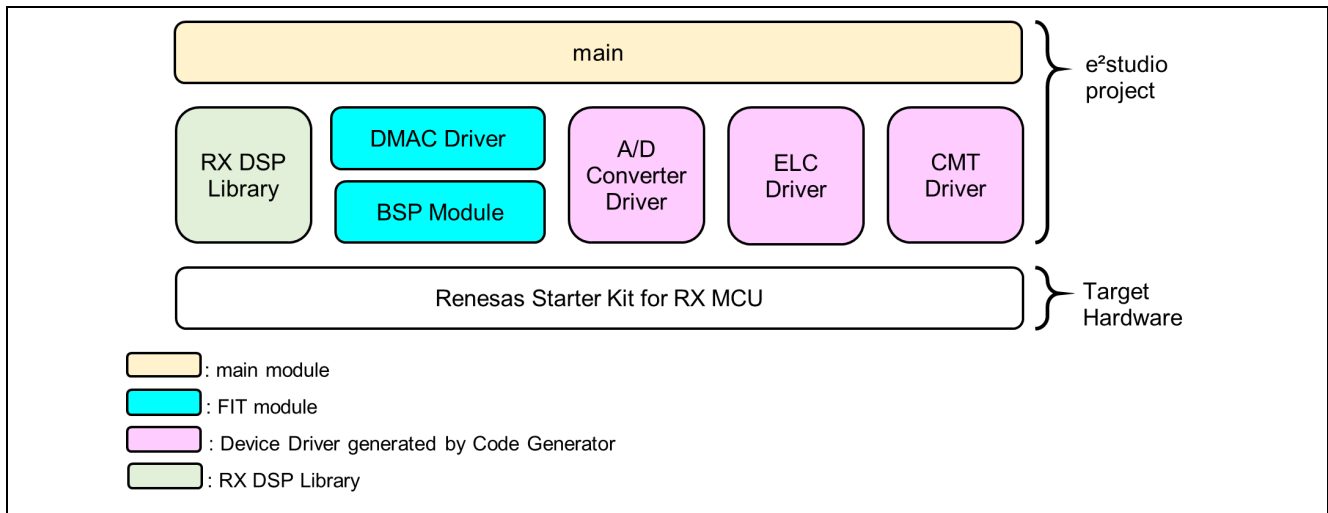 main
e²studio
project
RX DSP
Library
DMAC Driver
BSP Module
A/D
Converter
Driver
ELC
Driver
CMT
Driver
Renesas Starter Kit for RX MCU
Target
Hardware
: main module
: FIT module
: Device Driver generated by Code Generator
: RX DSP Library